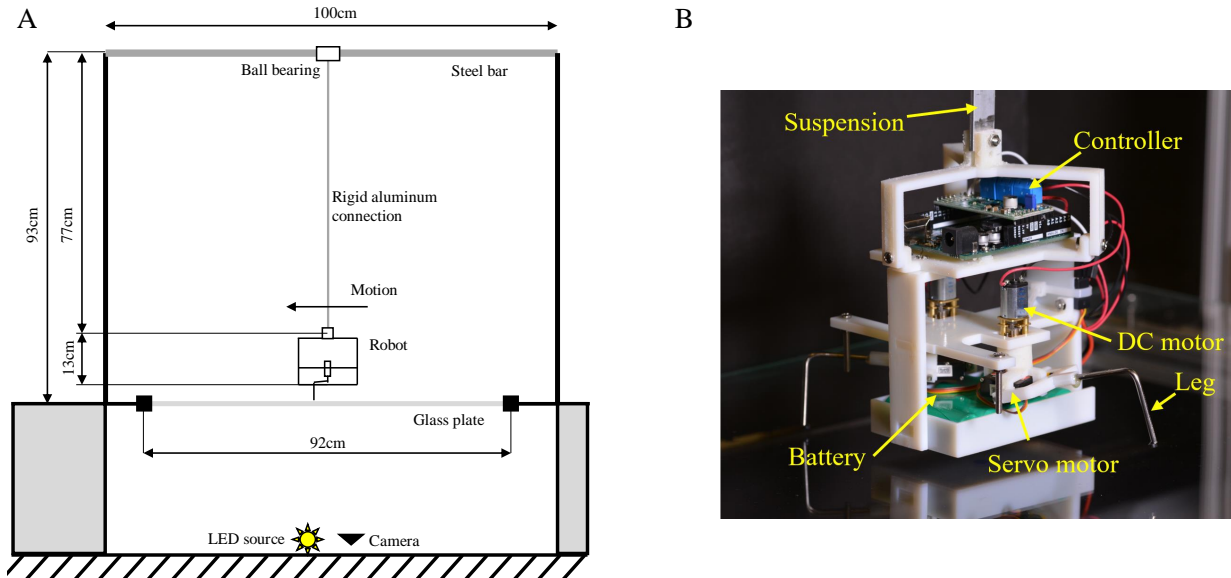 A
100cm
Ball bearing
Steel bar
93cm
77cm
Rigid aluminum
connection
Motion
13cm
Robot
Glass plate
92cm
LED source
Camera
B
Suspension
Controller
DC motor
Leg
Battery
Servo motor